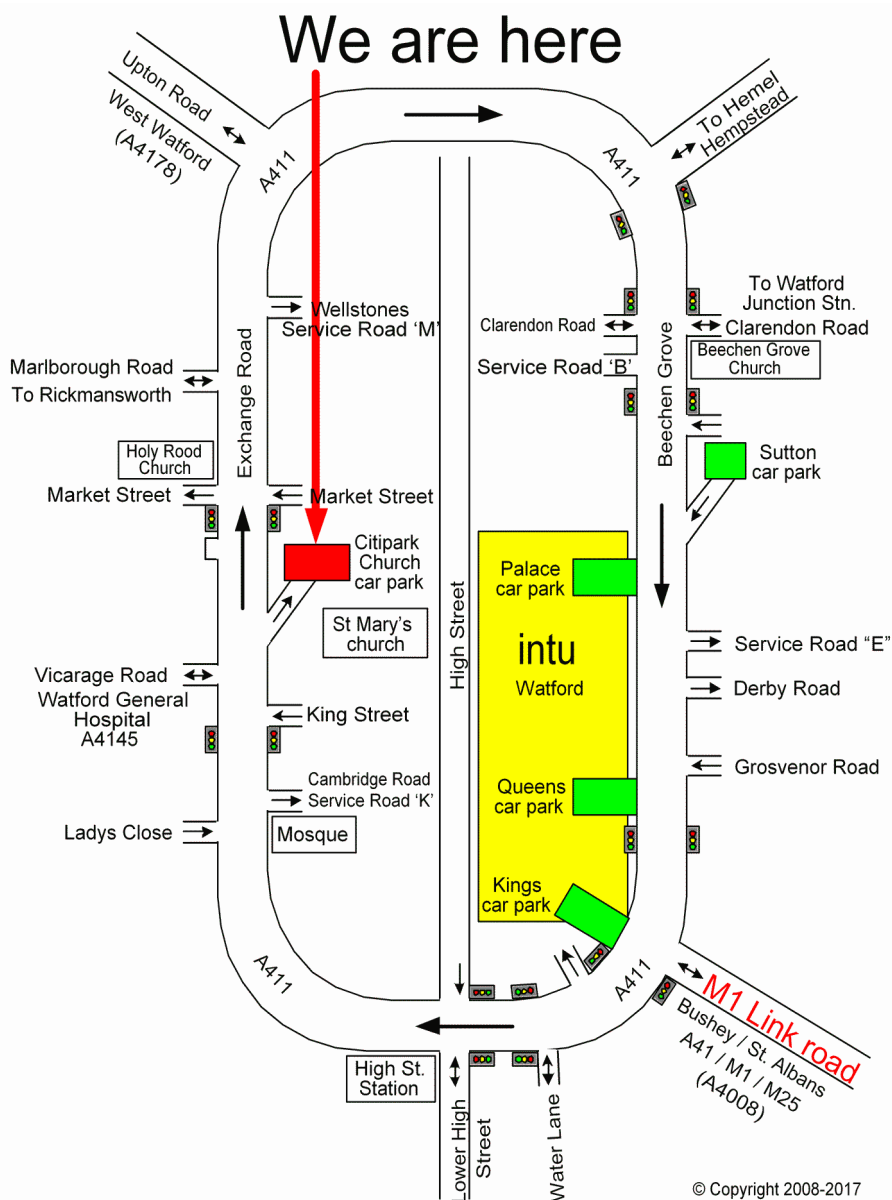 We are here
Upton Road
West Watford
(A4178)
To Hemel
Hempstead
A411
A411
Wellstones
Service Road ‘M’
To Watford
Junction Stn.
Clarendon Road
Clarendon Road
Beechen Grove
Church
Service Road ‘B’
Marlborough Road
To Rickmansworth
Exchange Road
Beechen Grove
Holy Rood
Church
Sutton
car park
Market Street
Market Street
Citipark
Church
car park
Palace
car park
St Mary's
church
High Street
intu
Watford
Service Road “E”
Derby Road
Vicarage Road
Watford General
Hospital
A4145
King Street
Grosvenor Road
Cambridge Road
Service Road ‘K’
Queens
car park
Ladys Close
Mosque
Kings
car park
A411
A411
M1 Link road
Bushey / St. Albans
A41 / M1 / M25
(A4008)
High St.
Station
Lower High
Street
Water Lane
© Copyright 2008-2017